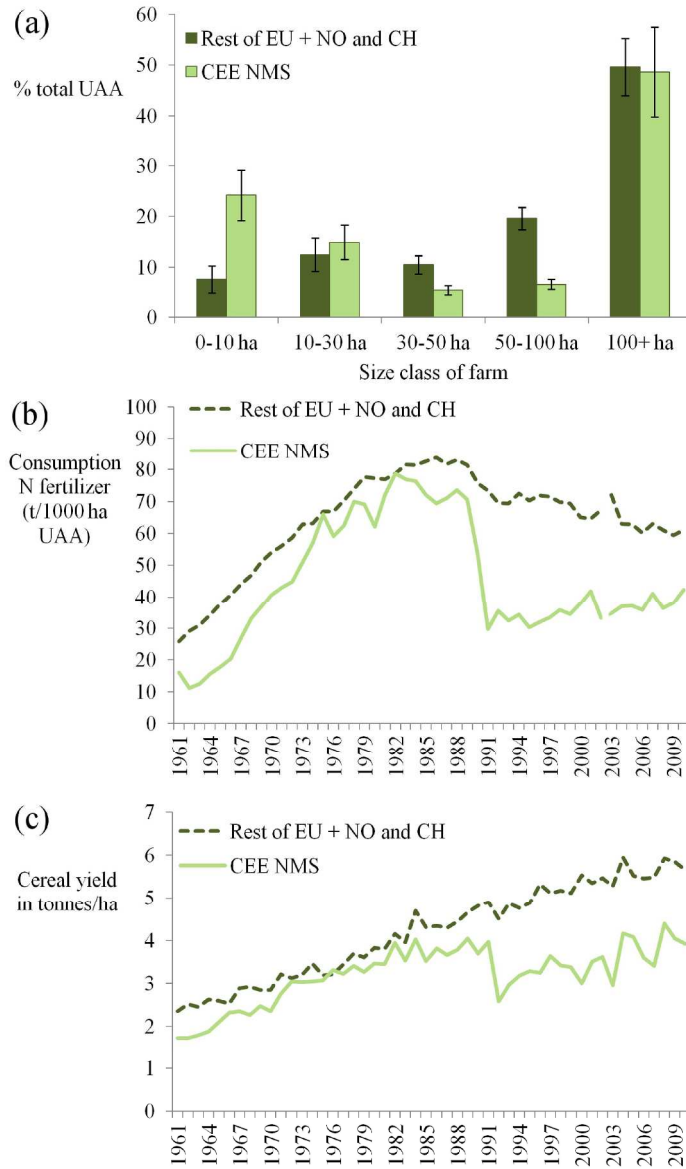 (a)
Rest of EU + NO and CH
CEE NMS
% total UAA
60
50
40
30
20
10
0
0-10 ha 10-30 ha 30-50 ha 50-100 ha 100+ ha
Size class of farm
(b)
Rest of EU + NO and CH
CEE NMS
Consumption
N fertilizer
(t/1000 ha
UAA)
100
90
80
70
60
50
40
30
20
10
0
1961 1964 1967 1970 1973 1976 1979 1982 1985 1988 1991 1994 1997 2000 2003 2006 2009
(c)
Rest of EU + NO and CH
CEE NMS
Cereal yield
in tonnes/ha
7
6
5
4
3
2
1
0
1961 1964 1967 1970 1973 1976 1979 1982 1985 1988 1991 1994 1997 2000 2003 2006 2009